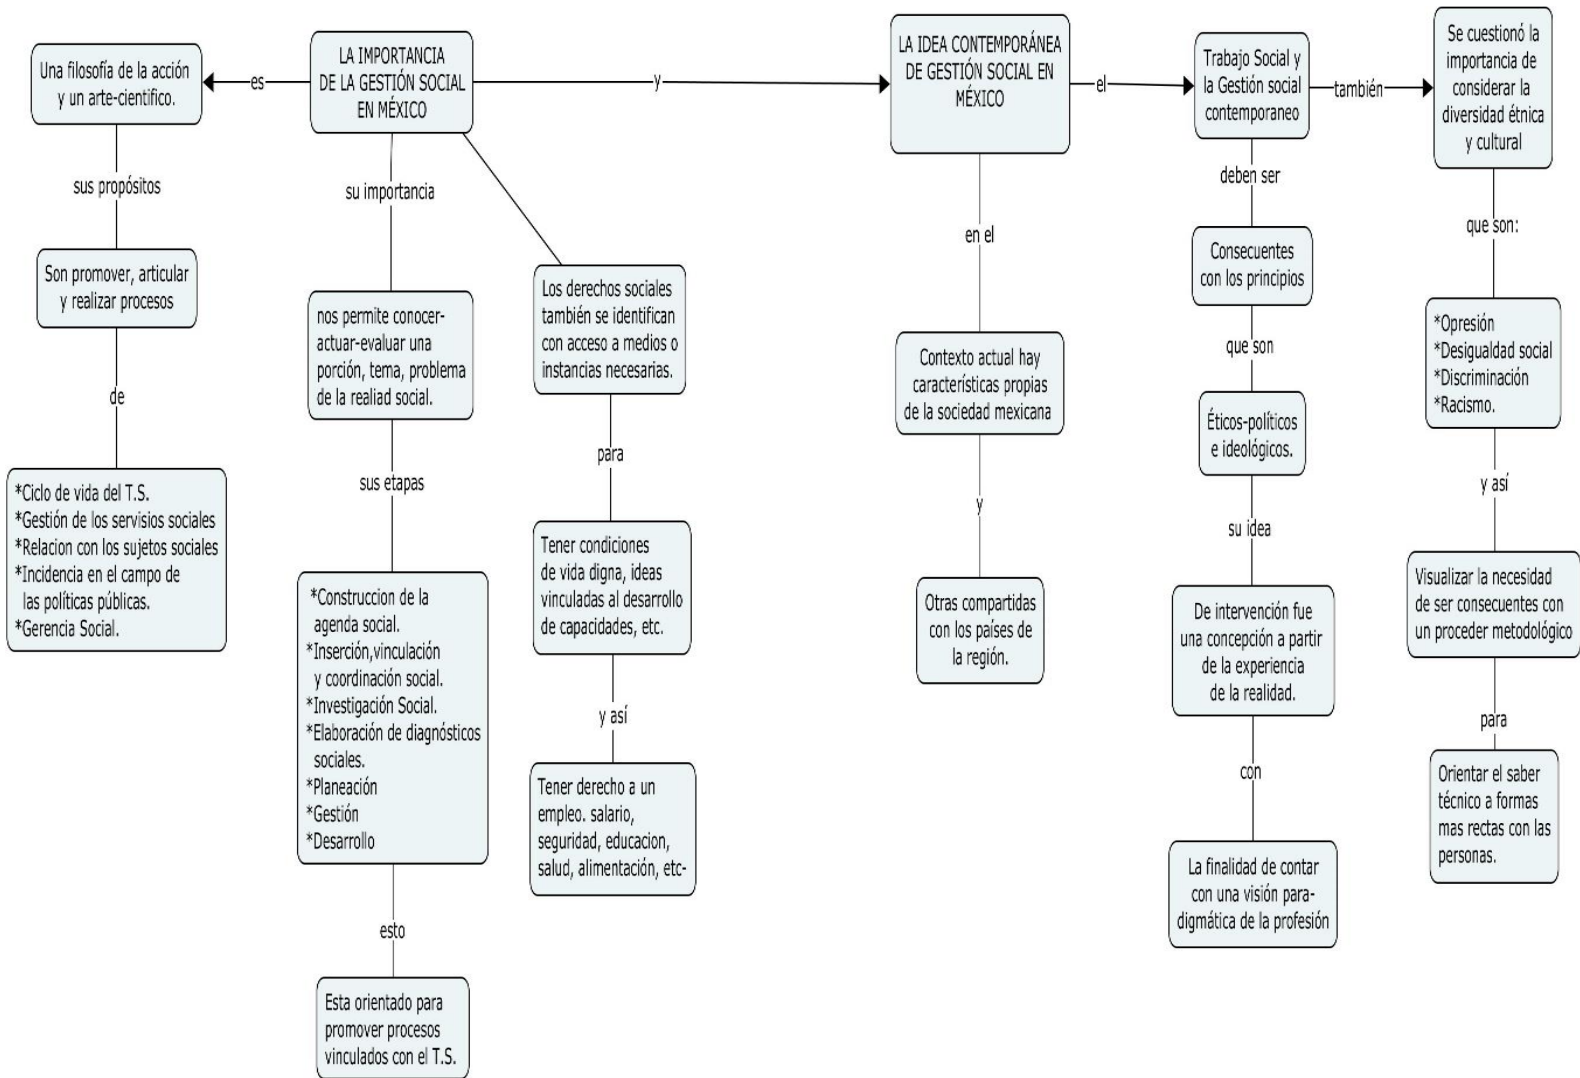 Una filosofía de la acción
y un arte-cientifico.
es
LA IMPORTANCIA
DE LA GESTIÓN SOCIAL
EN MÉXICO
y
LA IDEA CONTEMPORÁNEA
DE GESTIÓN SOCIAL EN
MÉXICO
el
Trabajo Social y
la Gestión social
contemporaneo
también
Se cuestionó la
importancia de
considerar la
diversidad étnica
y cultural
sus propósitos
Son promover, articular
y realizar procesos
de
*Ciclo de vida del T.S.
*Gestión de los servisios sociales
*Relacion con los sujetos sociales
*Incidencia en el campo de
las políticas públicas.
*Gerencia Social.
su importancia
nos permite conocer-
actuar-evaluar una
porción, tema, problema
de la realiad social.
sus etapas
*Construccion de la
agenda social.
*Inserción,vinculación
y coordinación social.
*Investigación Social.
*Elaboración de diagnósticos
sociales.
*Planeación
*Gestión
*Desarrollo
esto
Esta orientado para
promover procesos
vinculados con el T.S.
Los derechos sociales
también se identifican
con acceso a medios o
instancias necesarias.
para
Tener condiciones
de vida digna, ideas
vinculadas al desarrollo
de capacidades, etc.
y así
Tener derecho a un
empleo. salario,
seguridad, educacion,
salud, alimentación, etc-
en el
Contexto actual hay
características propias
de la sociedad mexicana
y
Otras compartidas
con los países de
la región.
deben ser
Consecuentes
con los principios
que son
Éticos-políticos
e ideológicos.
su idea
De intervención fue
una concepción a partir
de la experiencia
de la realidad.
con
La finalidad de contar
con una visión para-
digmática de la profesión
que son:
*Opresión
*Desigualdad social
*Discriminación
*Racismo.
y así
Visualizar la necesidad
de ser consecuentes con
un proceder metodológico
para
Orientar el saber
técnico a formas
mas rectas con las
personas.